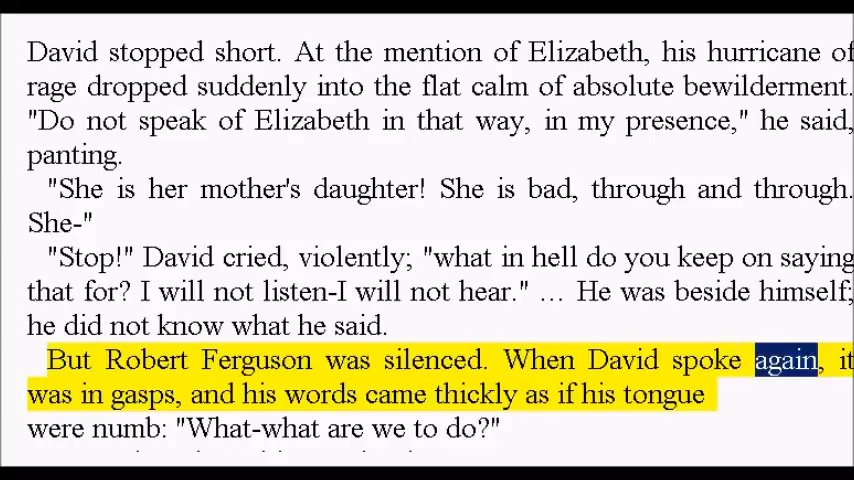 David stopped short. At the mention of Elizabeth, his hurricane of
rage dropped suddenly into the flat calm of absolute bewilderment.
"Do not speak of Elizabeth in that way, in my presence," he said,
panting.
"She is her mother's daughter! She is bad, through and through.
She-"
"Stop!" David cried, violently; "what in hell do you keep on saying
that for? I will not listen-I will not hear." ... He was beside himself;
he did not know what he said.
But Robert Ferguson was silenced. When David spoke again, it
was in gasps, and his words came thickly as if his tongue
were numb: "What-what are we to do?"